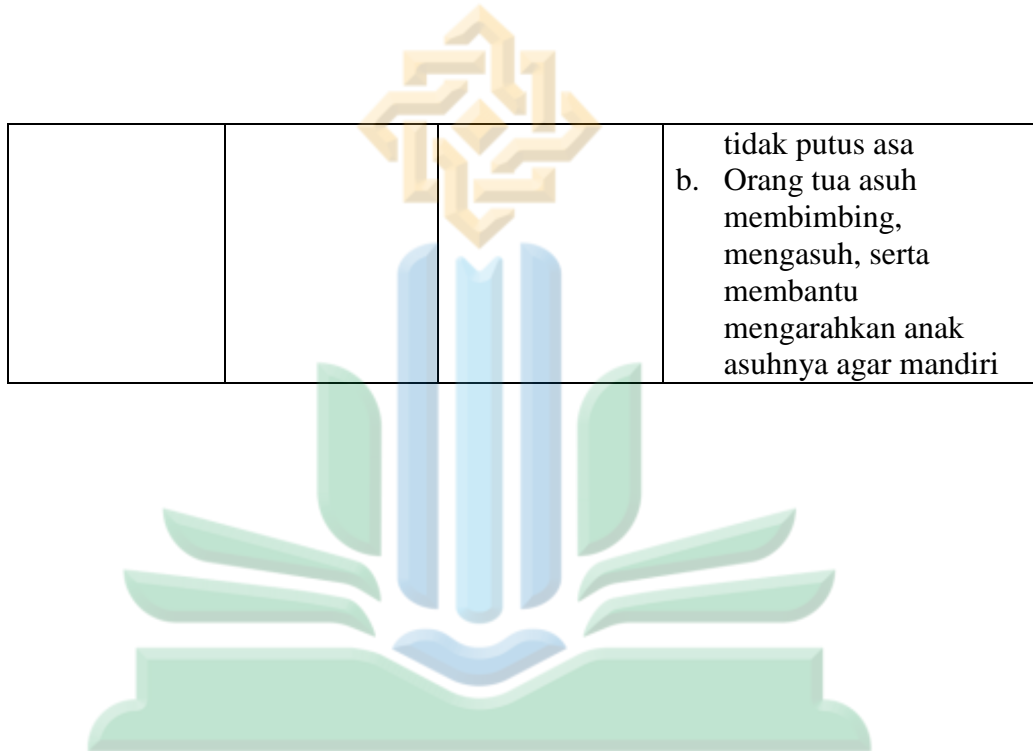 tidak putus asa
b. Orang tua asuh
membimbing,
mengasuh, serta
membantu
mengarahkan anak
asuhnya agar mandiri